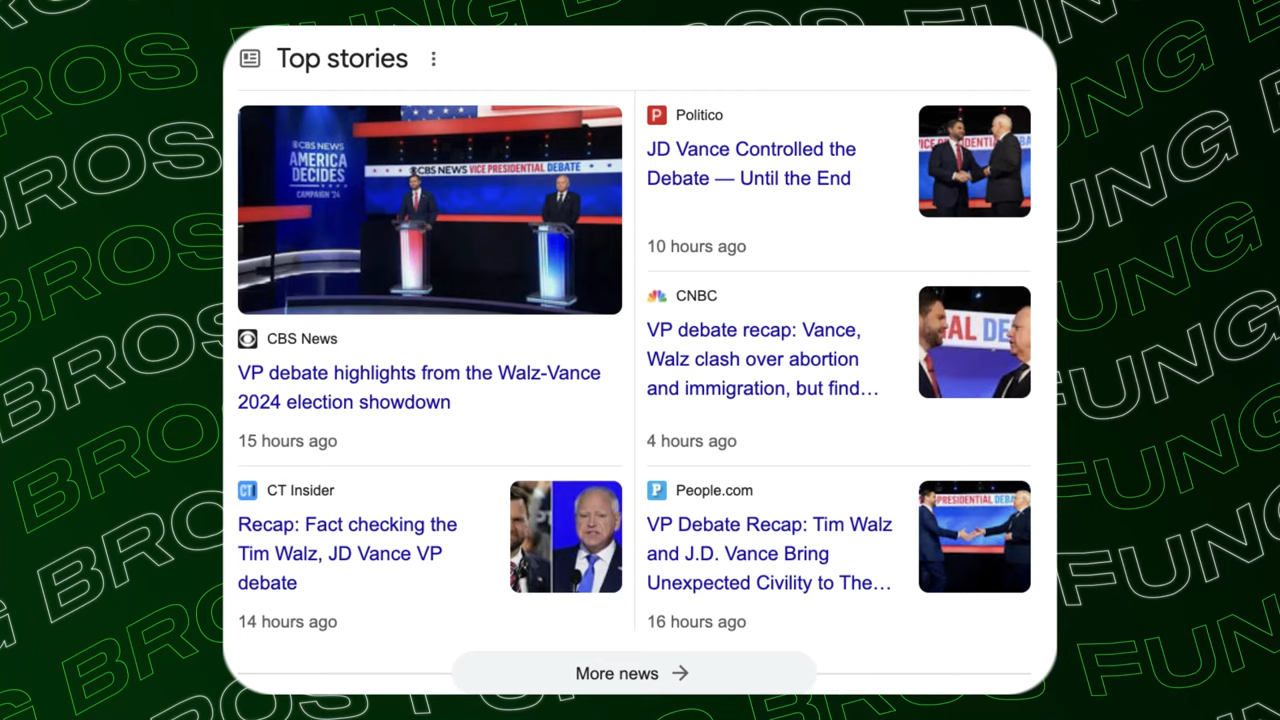 Top stories
CBS NEWS
AMERICA
DECIDES
CAMPAIGN '24
CBS NEWS VICE PRESIDENTIAL DEBATE
CBS News
VP debate highlights from the Walz-Vance
2024 election showdown
15 hours ago
CT
CT Insider
Recap: Fact checking the
Tim Walz, JD Vance VP
debate
14 hours ago
P Politico
JD Vance Controlled the
Debate — Until the End
10 hours ago
CNBC
VP debate recap: Vance,
Walz clash over abortion
and immigration, but find…
4 hours ago
P People.com
VP Debate Recap: Tim Walz
and J.D. Vance Bring
Unexpected Civility to The…
16 hours ago
More news
FUNG BROS